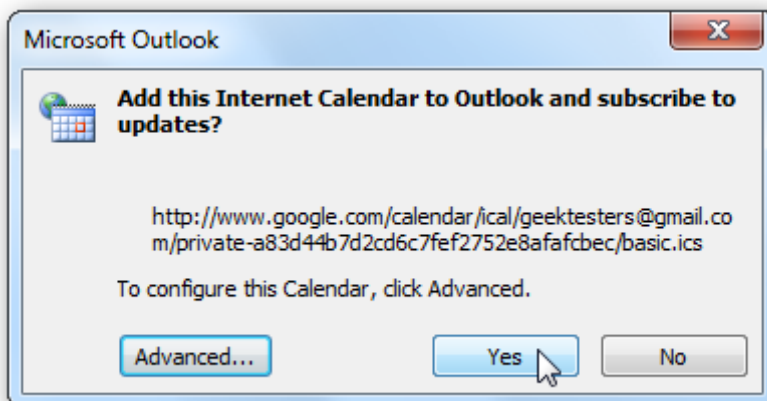 Microsoft Outlook
Add this Internet Calendar to Outlook and subscribe to
updates?
http://www.google.com/calendar/ical/geektesters@gmail.co
m/private-a83d44b7d2cd6c7fef2752e8afafcbec/basic.ics
To configure this Calendar, click Advanced.
Advanced... Yes No